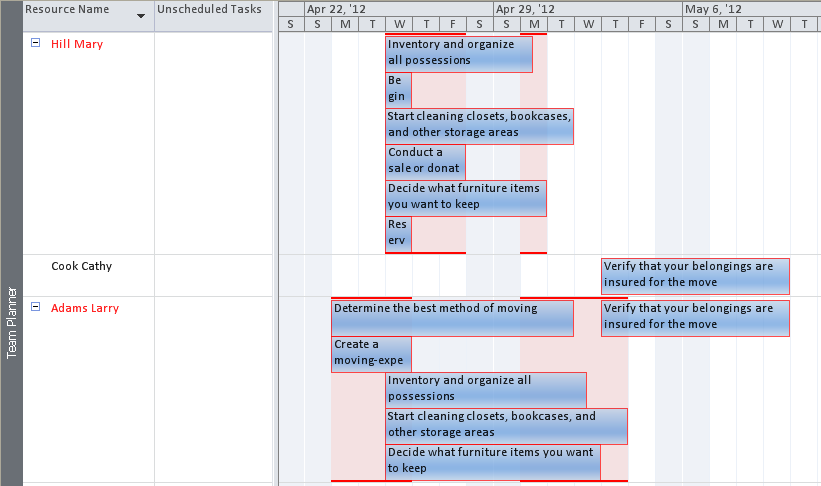 Resource Name Unscheduled Tasks Apr 22, '12 Apr 29, '12 May 6, '12
S S M T W T F S S M T W T F S S M T W
Hill Mary
Inventory and organize
all possessions
Be
gin
Start cleaning closets, bookcases,
and other storage areas
Conduct a
sale or donat
Decide what furniture items
you want to keep
Res
erv
Cook Cathy
Verify that your belongings are
insured for the move
Adams Larry
Determine the best method of moving
Verify that your belongings are
insured for the move
Create a
moving-expe
Inventory and organize all
possessions
Start cleaning closets, bookcases, and
other storage areas
Decide what furniture items you want
to keep
Team Planner